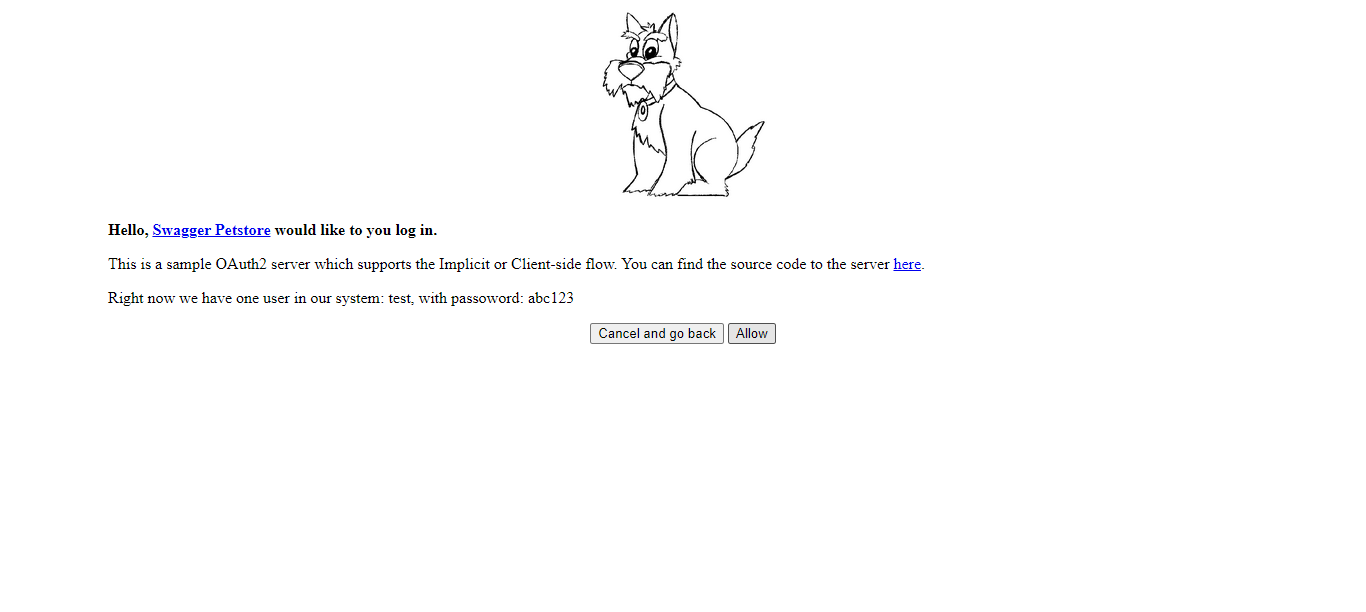 Hello, Swagger Petstore would like to you log in.
This is a sample OAuth2 server which supports the Implicit or Client-side flow. You can find the source code to the server here.
Right now we have one user in our system: test, with passoword: abc123
Cancel and go back Allow